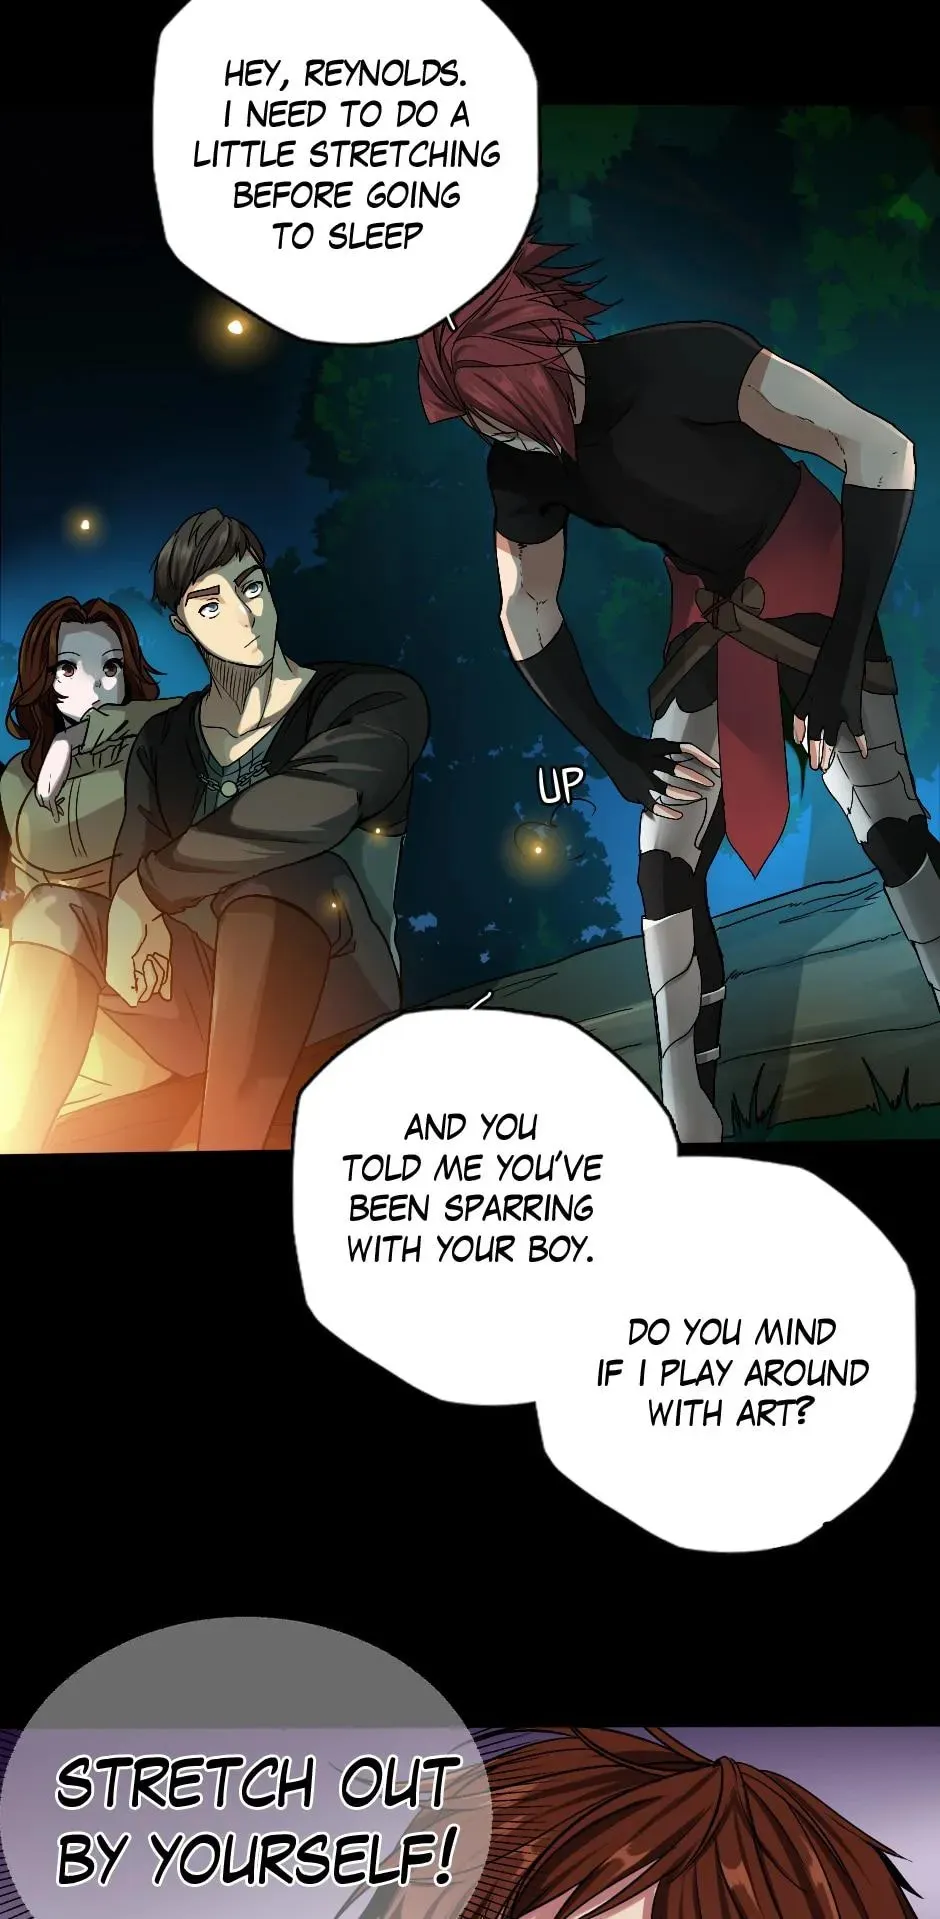 HEY, REYNOLDS.
I NEED TO DO A
LITTLE STRETCHING
BEFORE GOING
TO SLEEP
UP
AND YOU
TOLD ME YOU'VE
BEEN SPARRING
WITH YOUR BOY.
DO YOU MIND
IF I PLAY AROUND
WITH ART?
STRETCH OUT
BY YOURSELF!